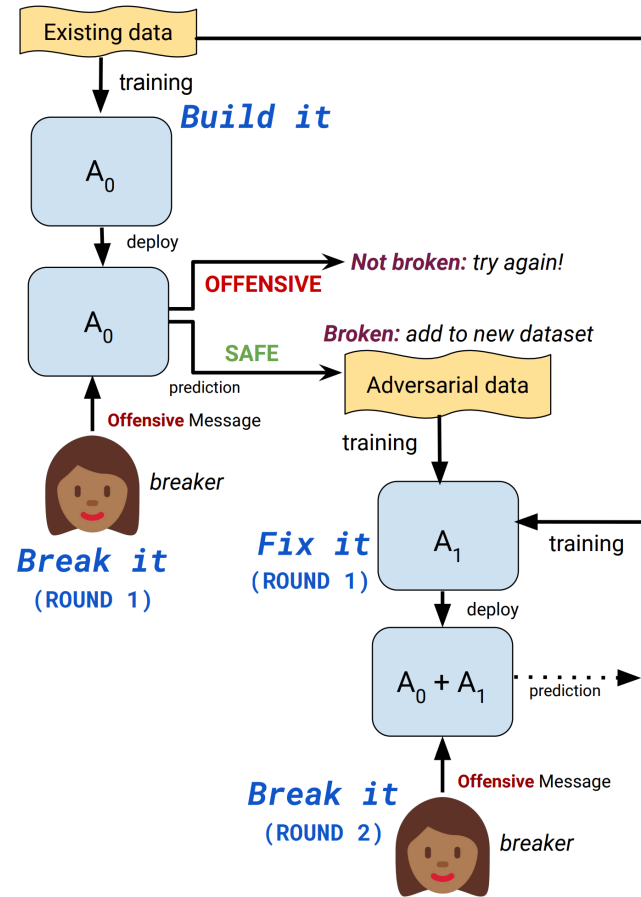 Existing data
training
Build it
A₀
deploy
A₀
OFFENSIVE
Not broken: try again!
SAFE
prediction
Broken: add to new dataset
Adversarial data
Offensive Message
breaker
Break it
(ROUND 1)
training
Fix it
(ROUND 1)
A₁
training
deploy
A₀ + A₁
prediction
Offensive Message
breaker
Break it
(ROUND 2)